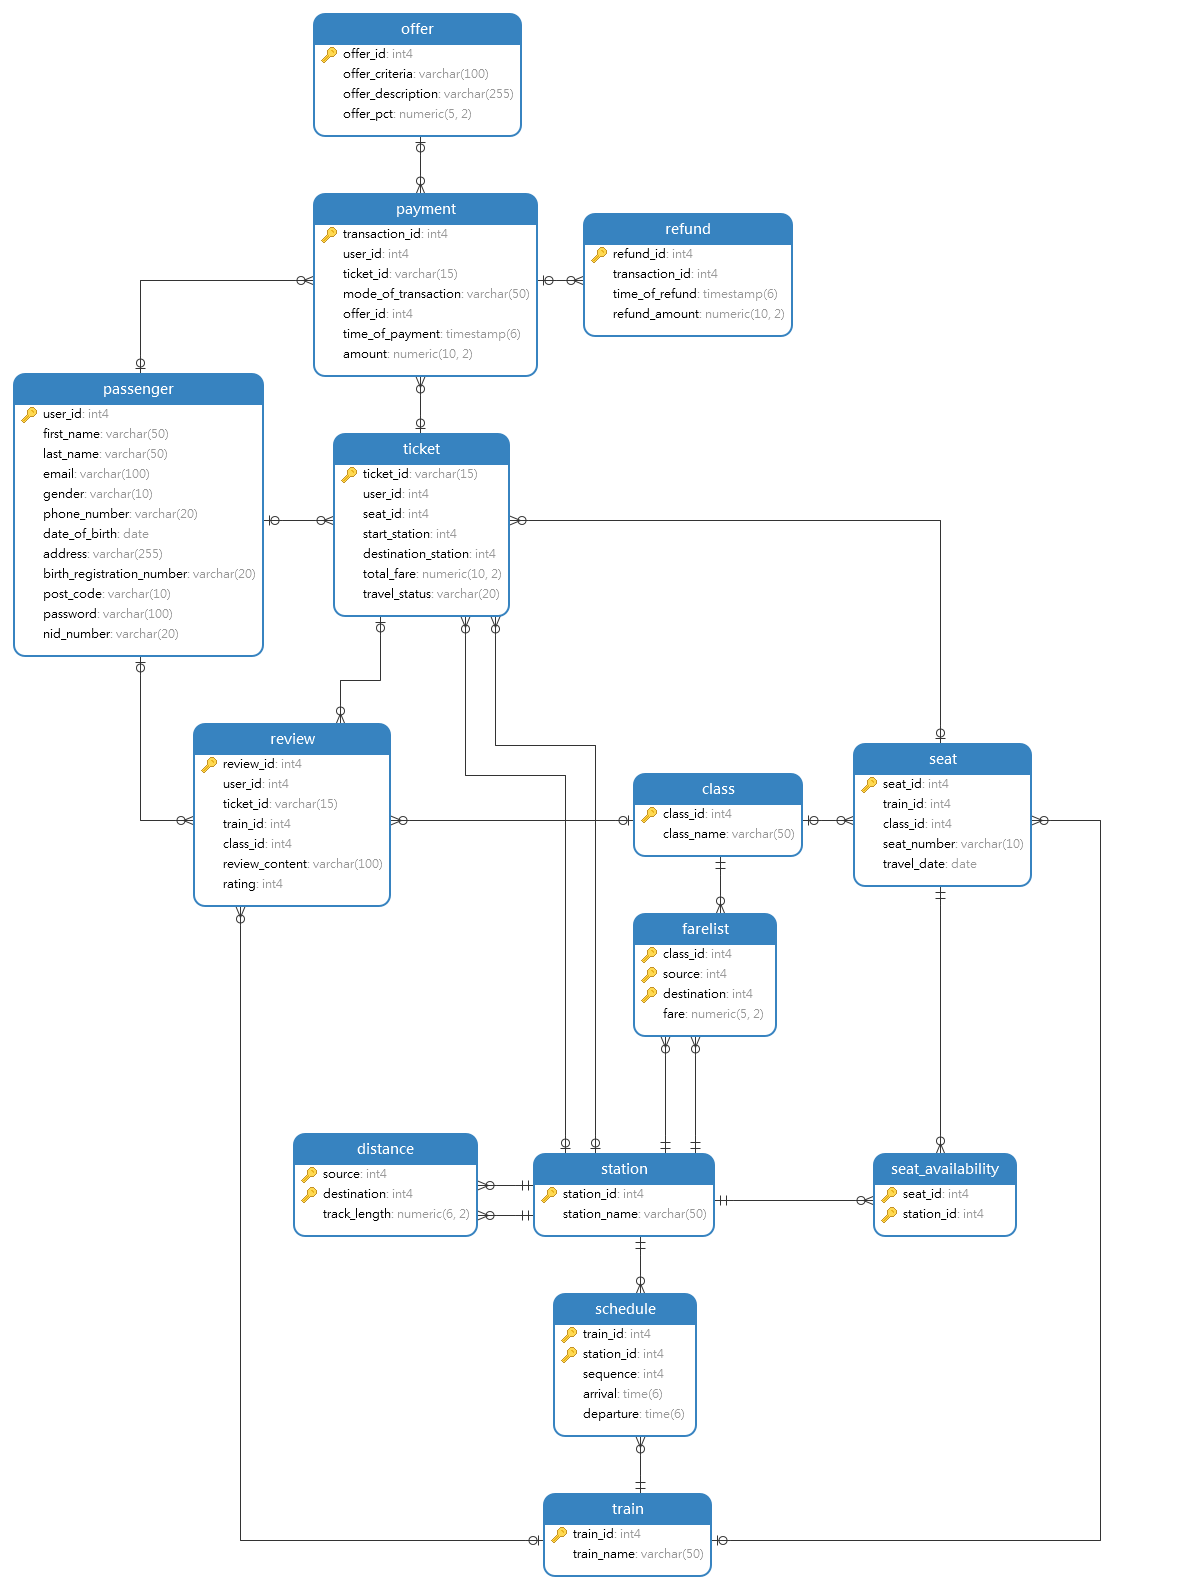 offer
offer_id: int4
offer_criteria: varchar(100)
offer_description: varchar(255)
offer_pct: numeric(5, 2)
payment
transaction_id: int4
user_id: int4
ticket_id: varchar(15)
mode_of_transaction: varchar(50)
offer_id: int4
time_of_payment: timestamp(6)
amount: numeric(10, 2)
refund
refund_id: int4
transaction_id: int4
time_of_refund: timestamp(6)
refund_amount: numeric(10, 2)
passenger
user_id: int4
first_name: varchar(50)
last_name: varchar(50)
email: varchar(100)
gender: varchar(10)
phone_number: varchar(20)
date_of_birth: date
address: varchar(255)
birth_registration_number: varchar(20)
post_code: varchar(10)
password: varchar(100)
nid_number: varchar(20)
ticket
ticket_id: varchar(15)
user_id: int4
seat_id: int4
start_station: int4
destination_station: int4
total_fare: numeric(10, 2)
travel_status: varchar(20)
review
review_id: int4
user_id: int4
ticket_id: varchar(15)
train_id: int4
class_id: int4
review_content: varchar(100)
rating: int4
class
class_id: int4
class_name: varchar(50)
seat
seat_id: int4
train_id: int4
class_id: int4
seat_number: varchar(10)
travel_date: date
farelist
class_id: int4
source: int4
destination: int4
fare: numeric(5, 2)
distance
source: int4
destination: int4
track_length: numeric(6, 2)
station
station_id: int4
station_name: varchar(50)
seat_availability
seat_id: int4
station_id: int4
schedule
train_id: int4
station_id: int4
sequence: int4
arrival: time(6)
departure: time(6)
train
train_id: int4
train_name: varchar(50)